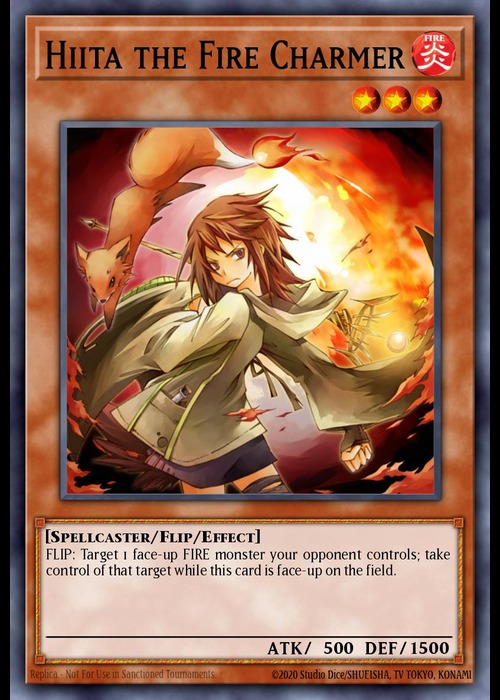 Hiita the Fire Charmer
FIRE
炎
[Spellcaster/Flip/Effect]
FLIP: Target 1 face-up FIRE monster your opponent controls; take
control of that target while this card is face-up on the field.
ATK/ 500 DEF/1500
Replica - Not For Use in Sanctioned Tournaments
©2020 Studio Dice/SHUEISHA, TV TOKYO, KONAMI